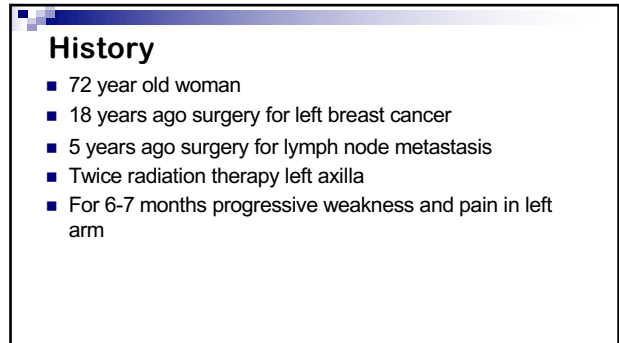 History
72 year old woman
18 years ago surgery for left breast cancer
5 years ago surgery for lymph node metastasis
Twice radiation therapy left axilla
For 6-7 months progressive weakness and pain in left
arm